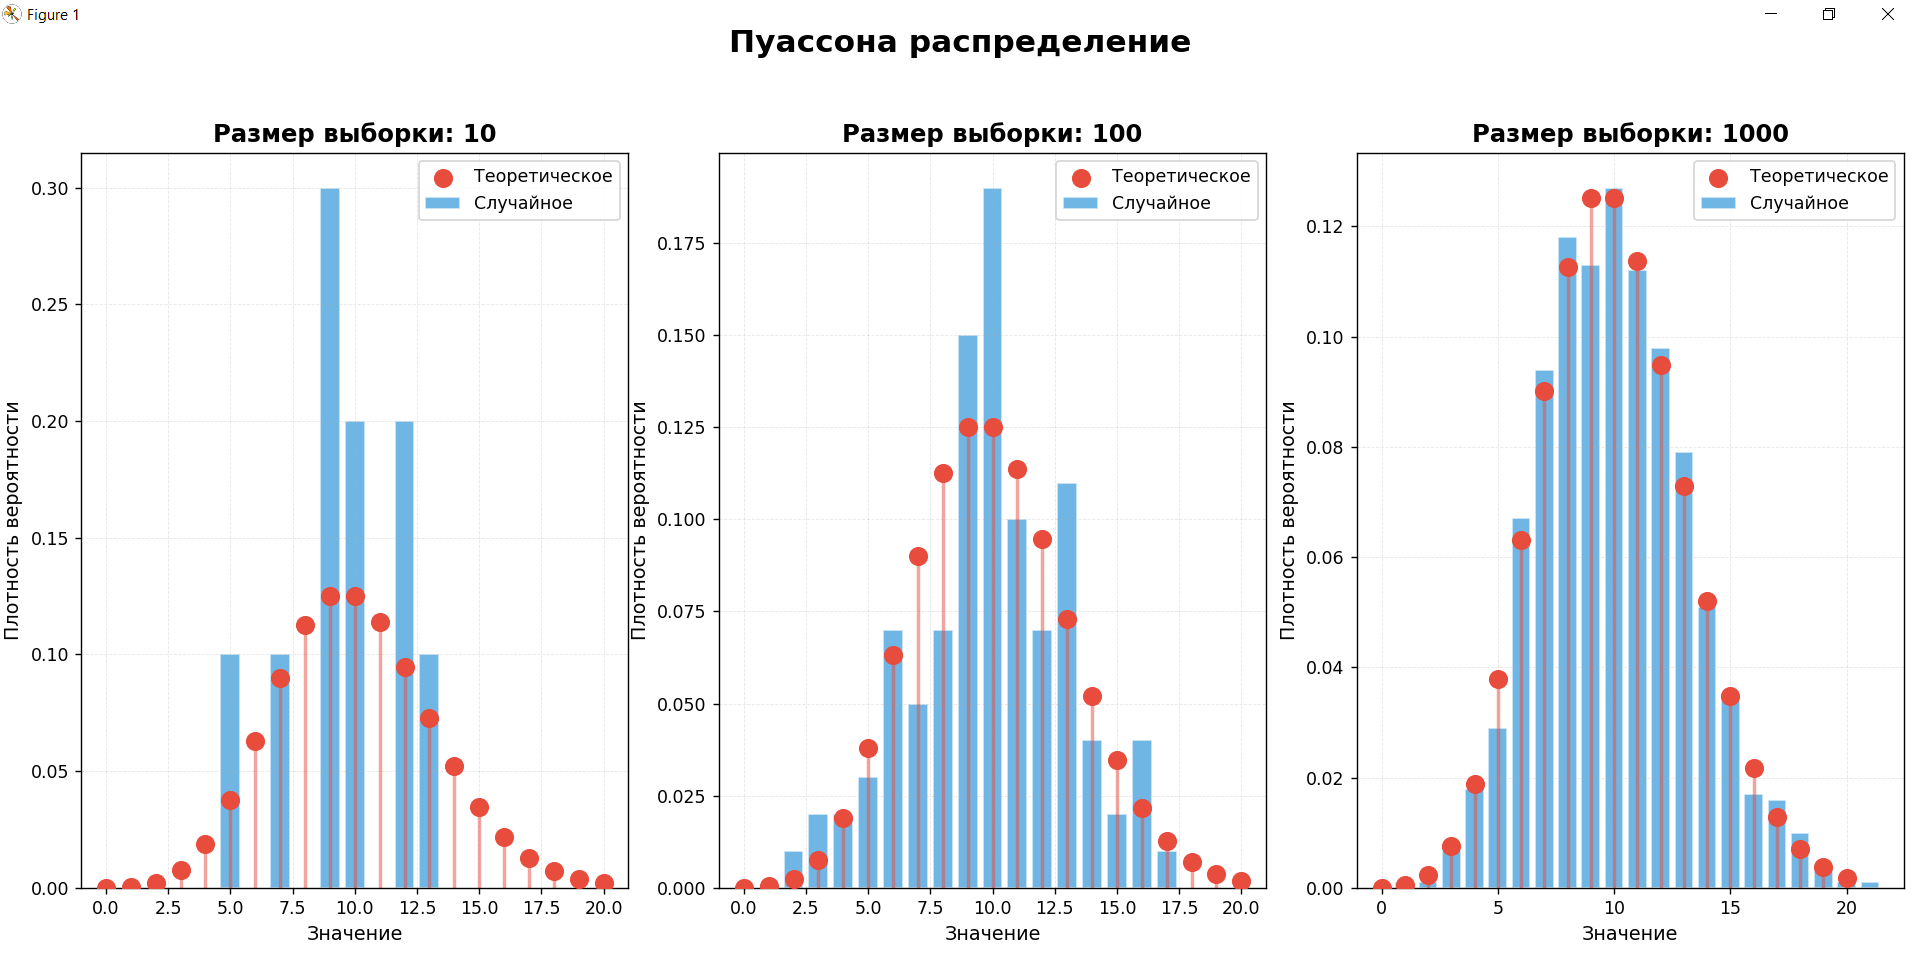 Figure 1
Пуассона распределение
Размер выборки: 10
Теоретическое
Случайное
0.30
0.25
0.20
0.15
0.10
0.05
0.00
Плотность вероятности
0.0 2.5 5.0 7.5 10.0 12.5 15.0 17.5 20.0
Значение
Размер выборки: 100
Теоретическое
Случайное
0.175
0.150
0.125
0.100
0.075
0.050
0.025
0.000
Плотность вероятности
0.0 2.5 5.0 7.5 10.0 12.5 15.0 17.5 20.0
Значение
Размер выборки: 1000
Теоретическое
Случайное
0.12
0.10
0.08
0.06
0.04
0.02
0.00
Плотность вероятности
0 5 10 15 20
Значение